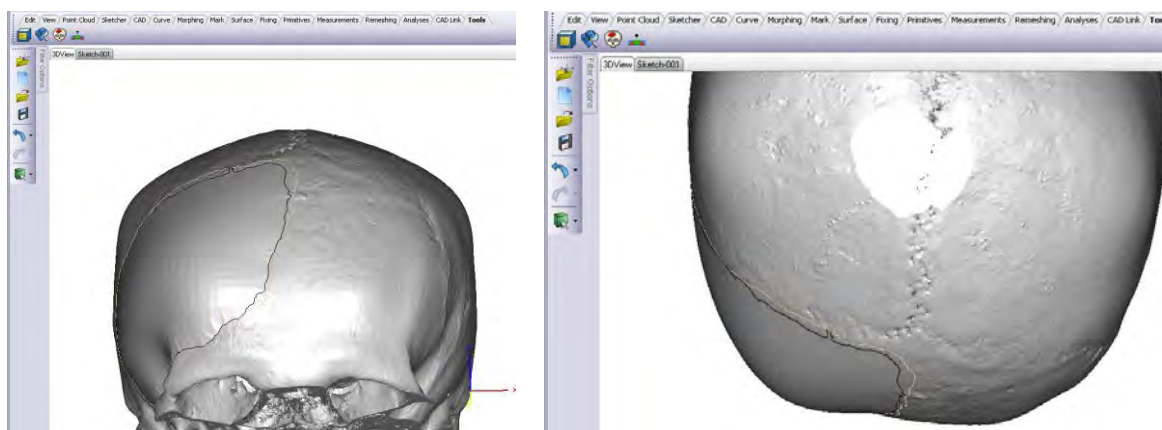 Edit View Point Cloud Sketcher CAD Curve Morphing Mark Surface Fixing Primitives Measurements Remeshing Analyses CAD Link Tools
3DView Sketch-001
Filter Options
Edit View Point Cloud Sketcher CAD Curve Morphing Mark Surface Fixing Primitives Measurements Remeshing Analyses CAD Link Too
3DView Sketch-001
Filter Options